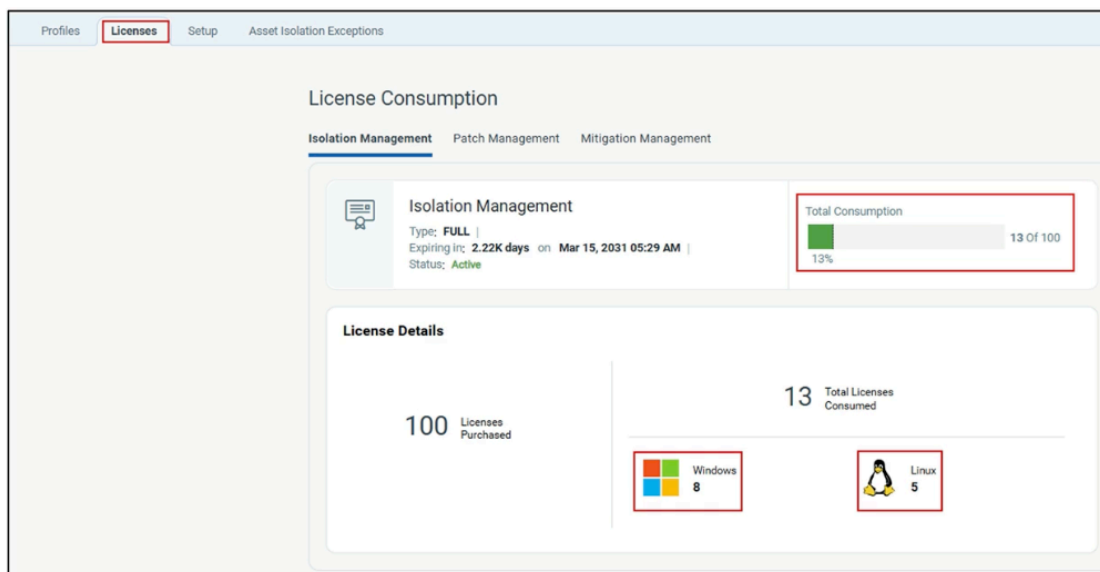 Profiles Licenses Setup Asset Isolation Exceptions
License Consumption
Isolation Management Patch Management Mitigation Management
Isolation Management
Type: FULL |
Expiring in: 2.22K days on Mar 15, 2031 05:29 AM |
Status: Active
Total Consumption
13 Of 100
13%
License Details
100 Licenses
Purchased
13 Total Licenses
Consumed
Windows
8
Linux
5